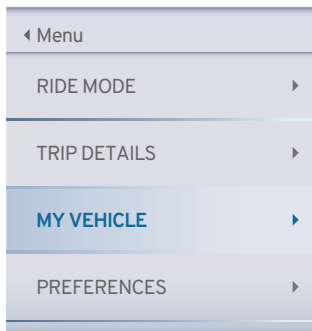 Menu
RIDE MODE
TRIP DETAILS
MY VEHICLE
PREFERENCES